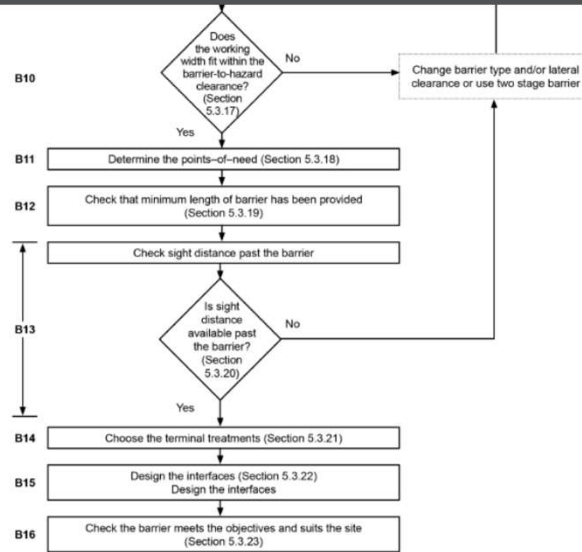 B10
Does
the working
width fit within the
barrier-to-hazard
clearance?
(Section
5.3.17)
No
Change barrier type and/or lateral
clearance or use two stage barrier
Yes
B11
Determine the points–of–need (Section 5.3.18)
B12
Check that minimum length of barrier has been provided
(Section 5.3.19)
Check sight distance past the barrier
B13
Is sight
distance
available past
the barrier?
(Section
5.3.20)
No
Yes
B14
Choose the terminal treatments (Section 5.3.21)
B15
Design the interfaces (Section 5.3.22)
Design the interfaces
B16
Check the barrier meets the objectives and suits the site
(Section 5.3.23)